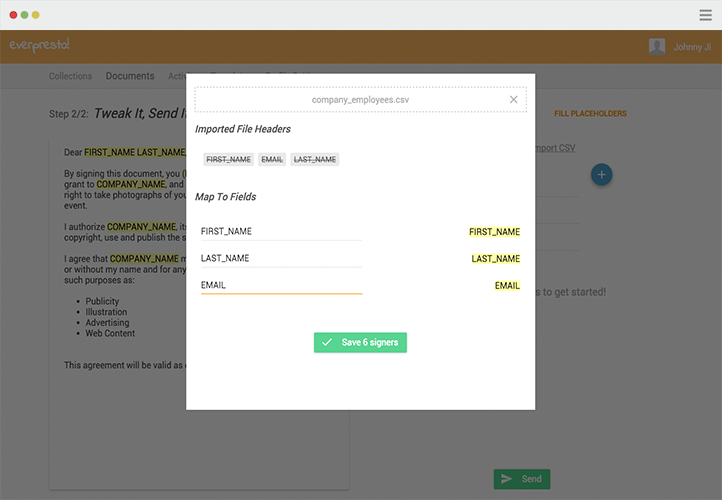 everpresto!
Johnny Ji
Collections Documents
Step 2/2: Tweak It, Send I
FILL PLACEHOLDERS
Dear FIRST_NAME LAST_NAME,
By signing this document, you
grant to COMPANY_NAME, and
right to take photographs of you
event.
I authorize COMPANY_NAME, its
copyright, use and publish the s
I agree that COMPANY_NAME m
or without my name and for any
such purposes as:
• Publicity
• Illustration
• Advertising
• Web Content
This agreement will be valid as
mport CSV
s to get started!
company_employees.csv
Imported File Headers
FIRST_NAME EMAIL LAST_NAME
Map To Fields
FIRST_NAME FIRST_NAME
LAST_NAME LAST_NAME
EMAIL EMAIL
Save 6 signers
Send